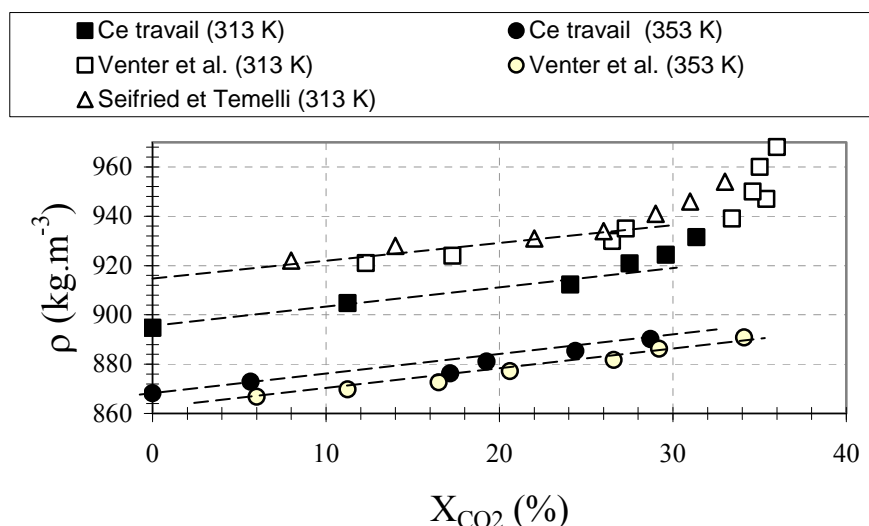 Ce travail (313 K) Ce travail (353 K)
Venter et al. (313 K) Venter et al. (353 K)
Seifried et Temelli (313 K)
960
940
920
900
880
860
0 10 20 30 40
ρ (kg.m⁻³)
X_CO2 (%)